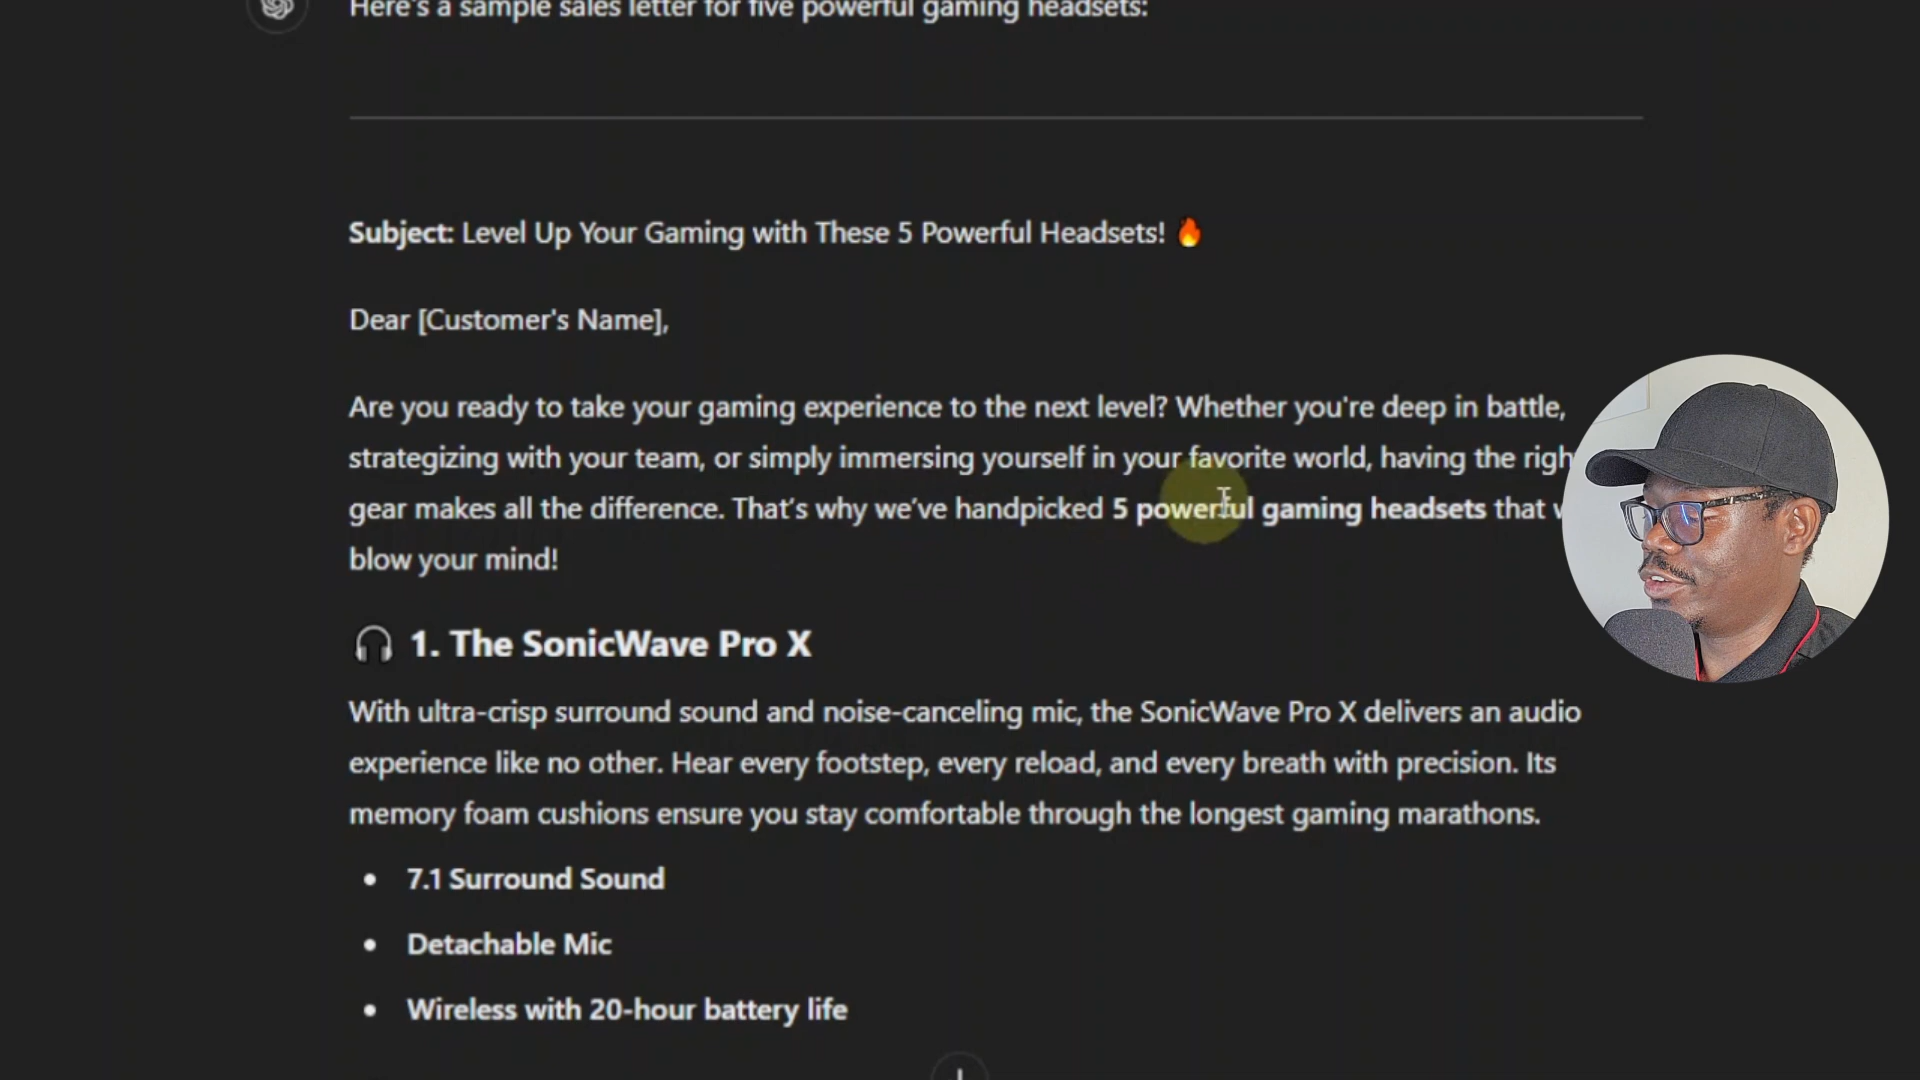 Here's a sample sales letter for five powerful gaming headsets:
Subject: Level Up Your Gaming with These 5 Powerful Headsets! 🔥
Dear [Customer's Name],
Are you ready to take your gaming experience to the next level? Whether you're deep in battle,
strategizing with your team, or simply immersing yourself in your favorite world, having the
gear makes all the difference. That's why we've handpicked 5 powerful gaming headsets that
blow your mind!
🎧 1. The SonicWave Pro X
With ultra-crisp surround sound and noise-canceling mic, the SonicWave Pro X delivers an audio
experience like no other. Hear every footstep, every reload, and every breath with precision. Its
memory foam cushions ensure you stay comfortable through the longest gaming marathons.
• 7.1 Surround Sound
• Detachable Mic
• Wireless with 20-hour battery life